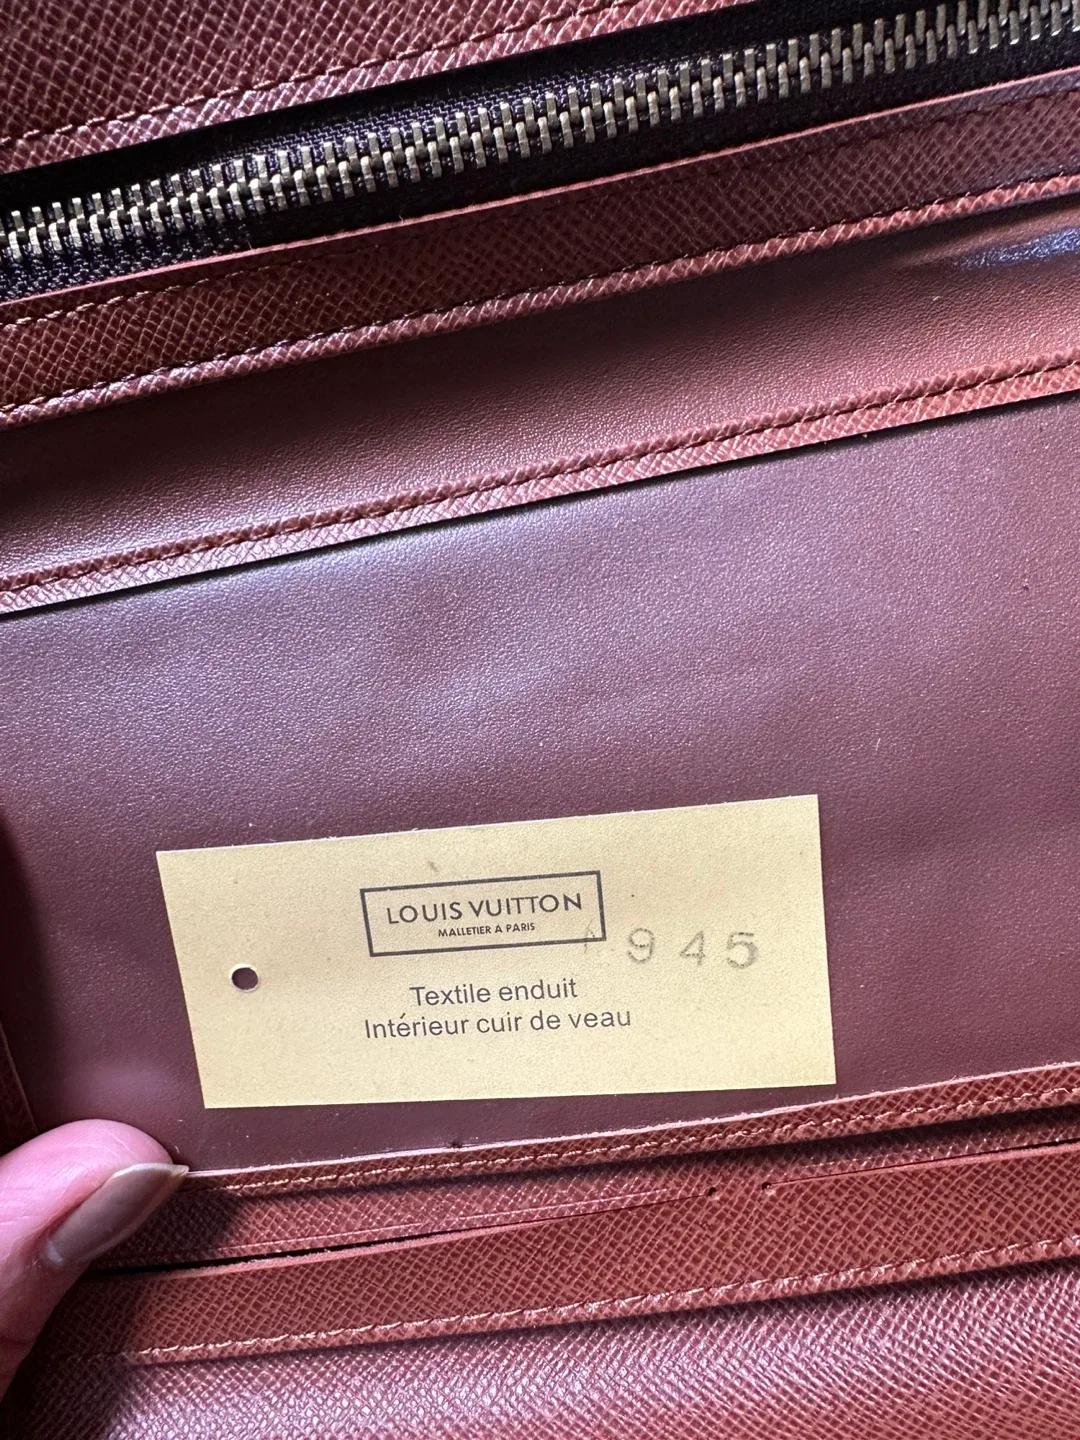 LOUIS VUITTON
MALLETIER A PARIS
945
Textile enduit
Intérieur cuir de veau